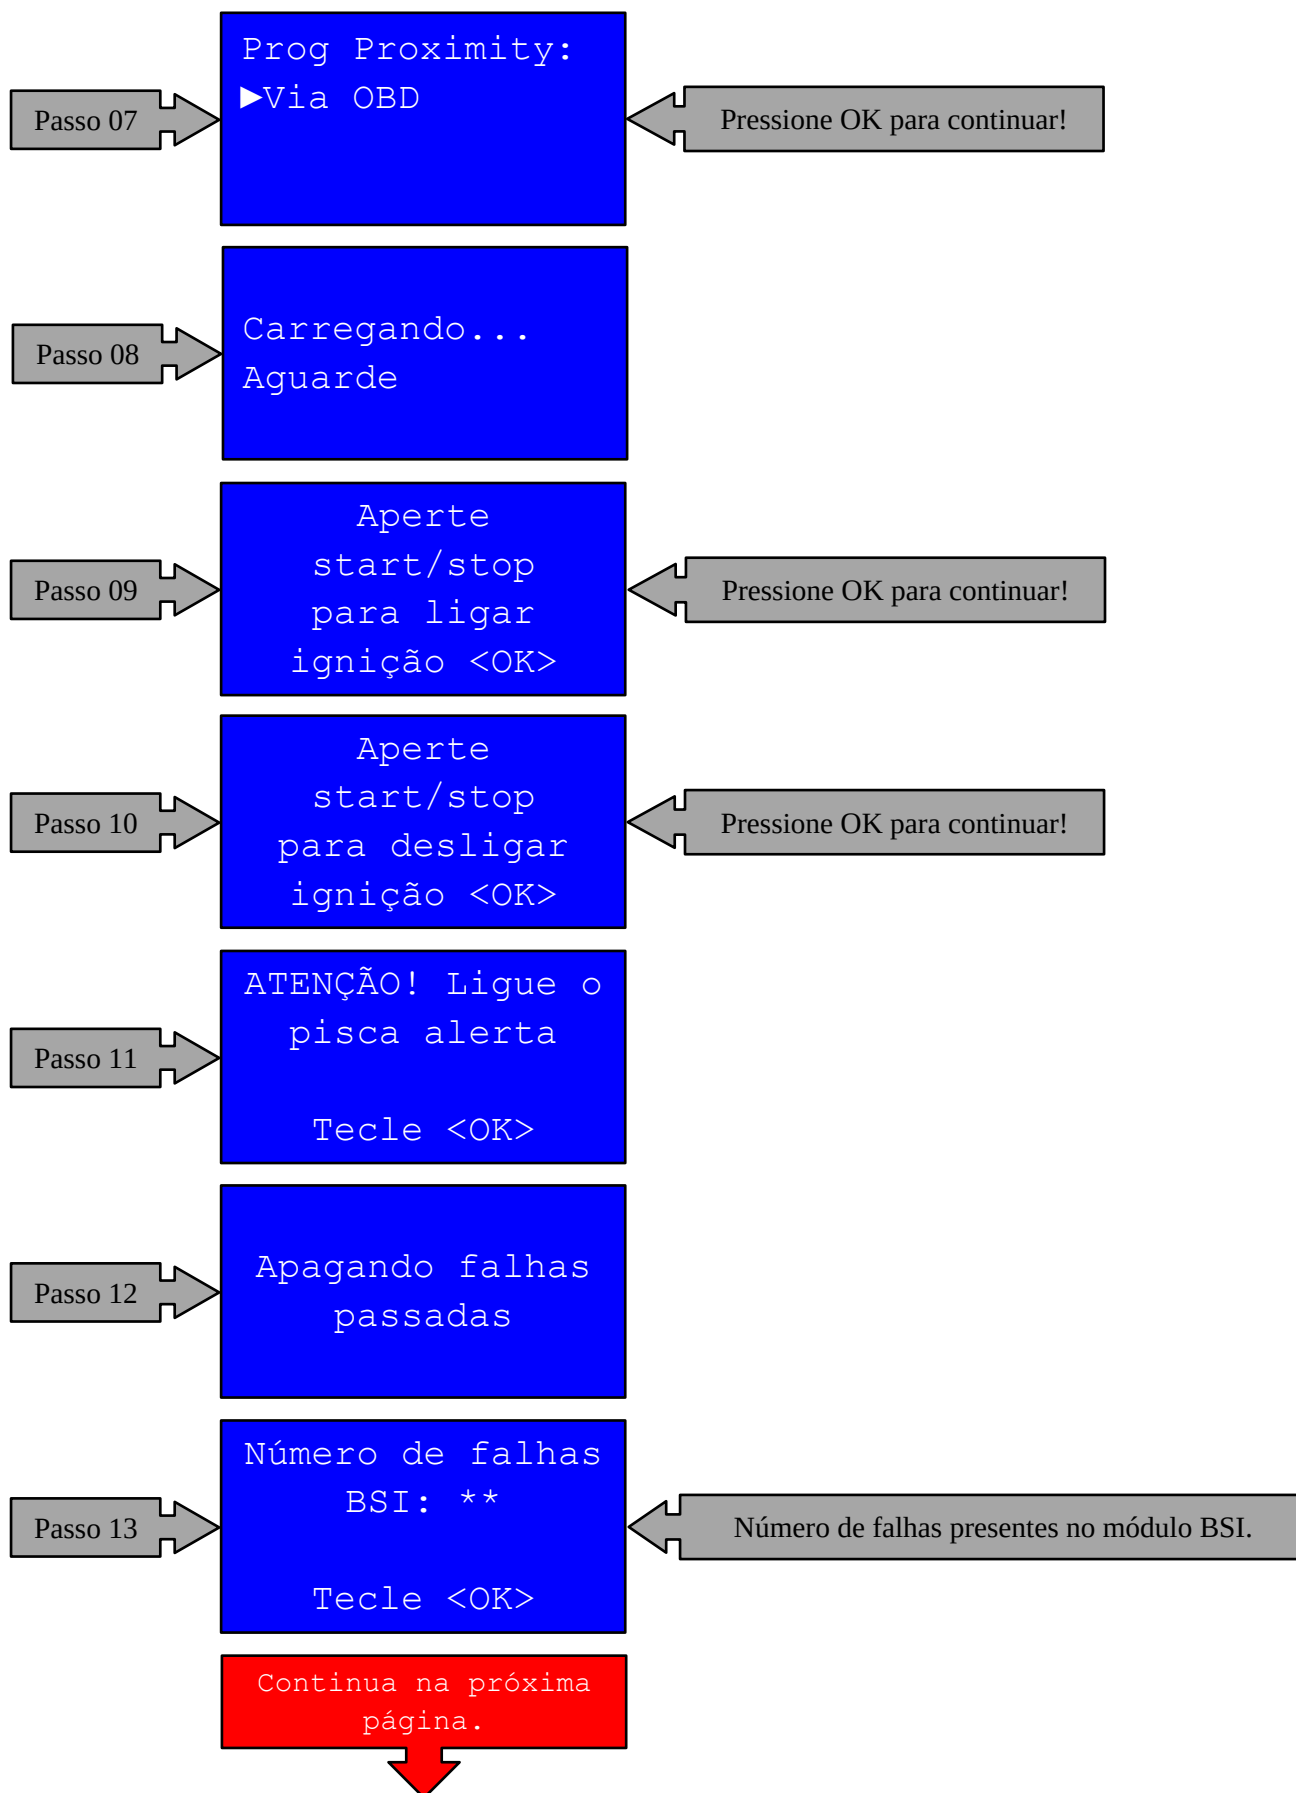 Prog Proximity:
►Via OBD
Passo 07
Pressione OK para continuar!
Carregando...
Aguarde
Passo 08
Aperte
start/stop
para ligar
ignição <OK>
Passo 09
Pressione OK para continuar!
Aperte
start/stop
para desligar
ignição <OK>
Passo 10
Pressione OK para continuar!
ATENÇÃO! Ligue o
pisca alerta
Tecle <OK>
Passo 11
Apagando falhas
passadas
Passo 12
Número de falhas
BSI: **
Tecle <OK>
Passo 13
Número de falhas presentes no módulo BSI.
Continua na próxima
página.